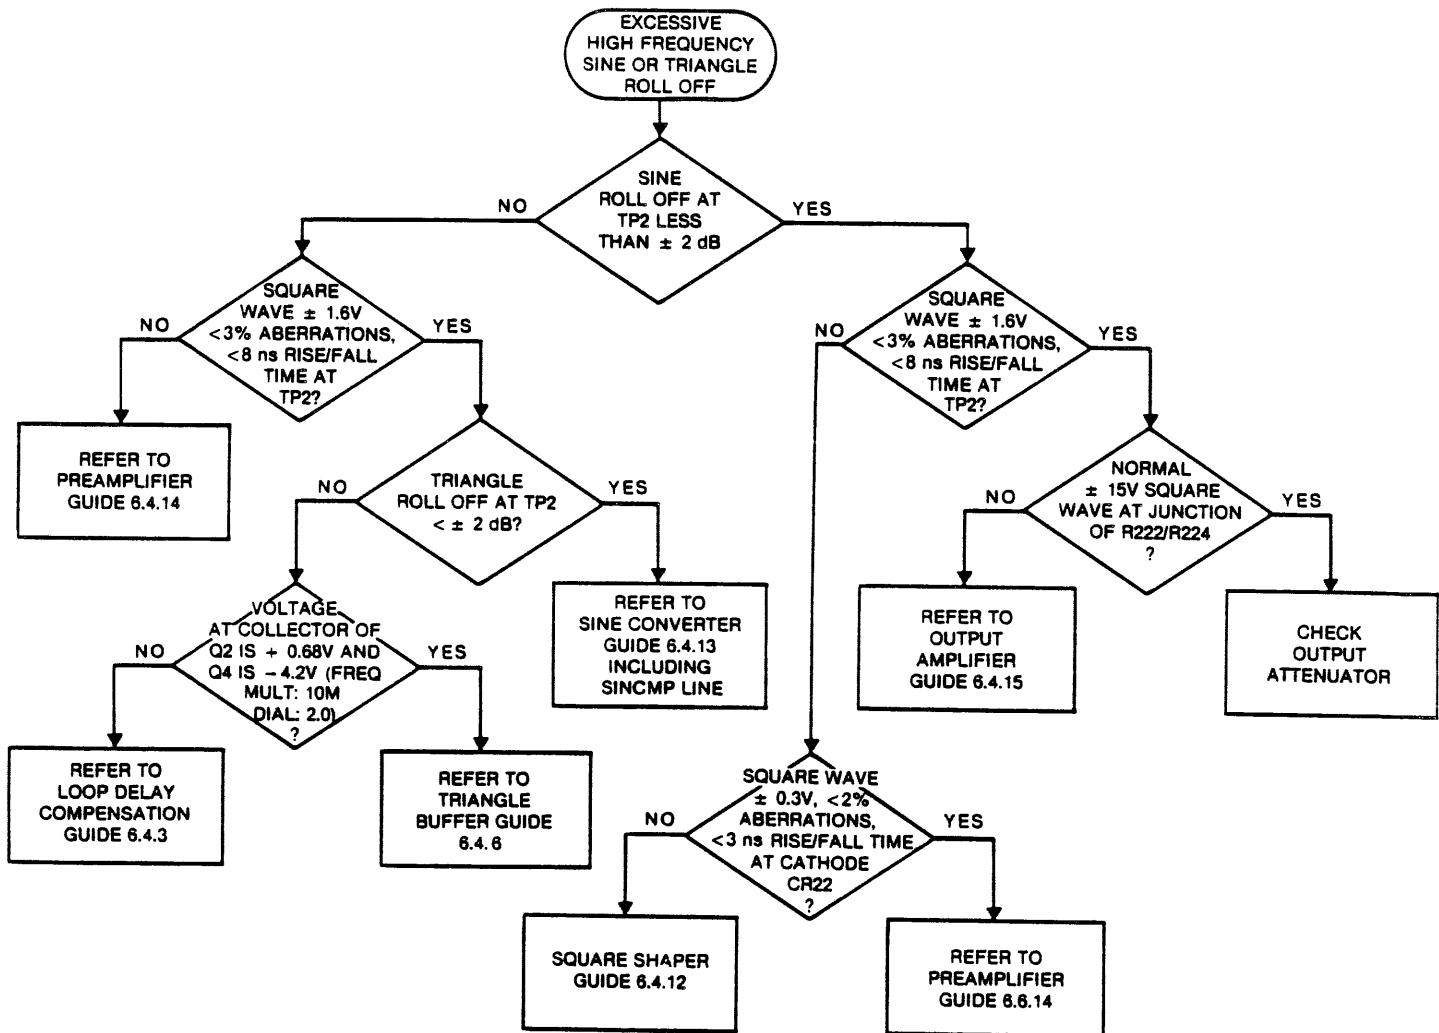 EXCESSIVE
HIGH FREQUENCY
SINE OR TRIANGLE
ROLL OFF
SINE
ROLL OFF AT
TP2 LESS
THAN ± 2 dB
NO
YES
SQUARE
WAVE ± 1.6V
<3% ABERRATIONS,
<8 ns RISE/FALL
TIME AT
TP2?
NO
YES
SQUARE
WAVE ± 1.6V
<3% ABERRATIONS,
<8 ns RISE/FALL
TIME AT
TP2?
NO
YES
REFER TO
PREAMPLIFIER
GUIDE 6.4.14
TRIANGLE
ROLL OFF AT TP2
< ± 2 dB?
NO
YES
NORMAL
± 15V SQUARE
WAVE AT JUNCTION
OF R222/R224
?
NO
YES
VOLTAGE
AT COLLECTOR OF
Q2 IS + 0.68V AND
Q4 IS − 4.2V (FREQ
MULT: 10M
DIAL: 2.0)
?
NO
YES
REFER TO
SINE CONVERTER
GUIDE 6.4.13
INCLUDING
SINCMP LINE
REFER TO
OUTPUT
AMPLIFIER
GUIDE 6.4.15
CHECK
OUTPUT
ATTENUATOR
REFER TO
LOOP DELAY
COMPENSATION
GUIDE 6.4.3
REFER TO
TRIANGLE
BUFFER GUIDE
6.4.6
SQUARE WAVE
± 0.3V, <2%
ABERRATIONS,
<3 ns RISE/FALL TIME
AT CATHODE
CR22
?
NO
YES
SQUARE SHAPER
GUIDE 6.4.12
REFER TO
PREAMPLIFIER
GUIDE 6.6.14